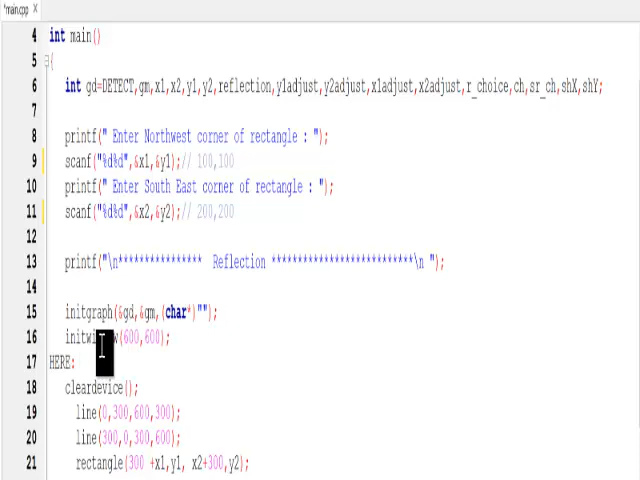 *main.cpp ×
4 int main()
5 {
6 int gd=DETECT,gm,x1,x2,y1,y2,reflection,y1adjust,y2adjust,x1adjust,x2adjust,r_choice,ch,sr_ch,shX,shY;
7
8 printf(" Enter Northwest corner of rectangle : ");
9 scanf("%d%d",&x1,&y1);// 100,100
10 printf(" Enter South East corner of rectangle : ");
11 scanf("%d%d",&x2,&y2);// 200,200
12
13 printf("\n**************** Reflection ***************************\n ");
14
15 initgraph(&gd,&gm,(char*)"");
16 (600,600);
17 HERE:
18 cleardevice();
19 line(0,300,600,300);
20 line(300,0,300,600);
21 rectangle(300 +x1,y1, x2+300,y2);